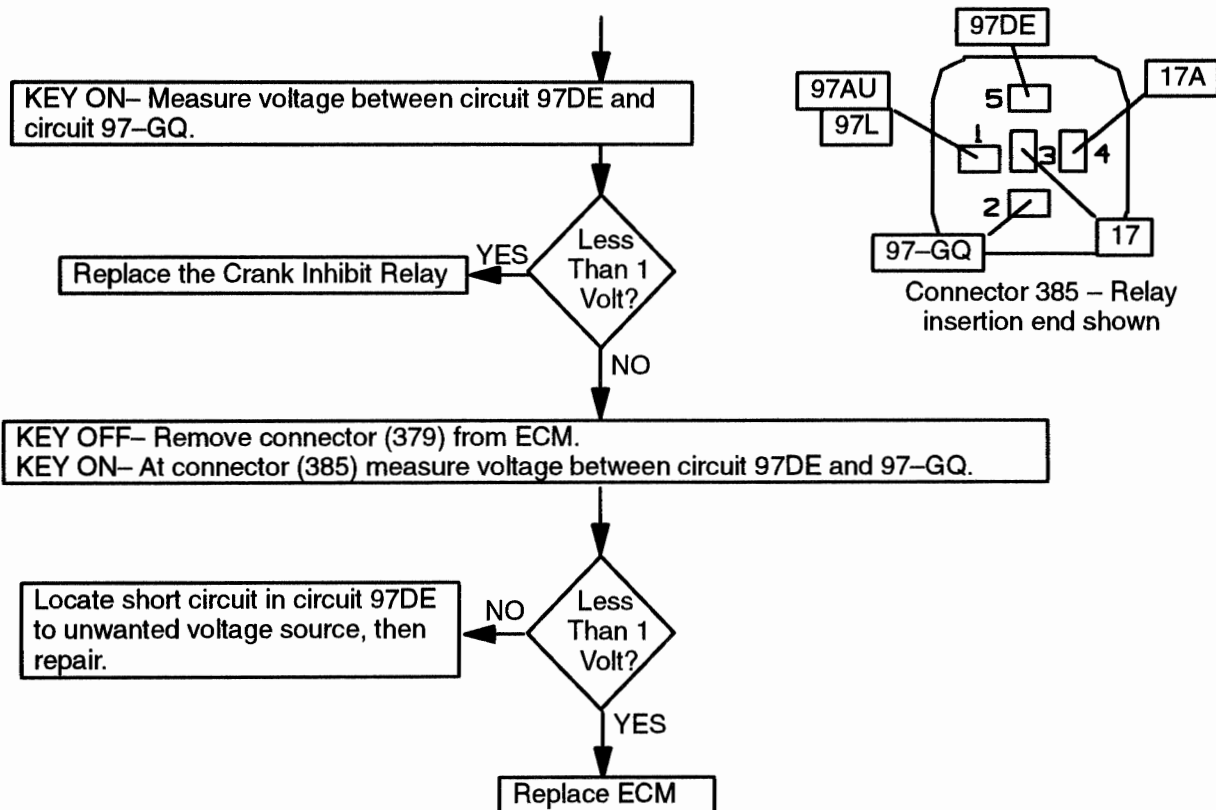 KEY ON– Measure voltage between circuit 97DE and
circuit 97–GQ.
Less
Than 1
Volt?
YES
Replace the Crank Inhibit Relay
NO
KEY OFF– Remove connector (379) from ECM.
KEY ON– At connector (385) measure voltage between circuit 97DE and 97–GQ.
Less
Than 1
Volt?
NO
Locate short circuit in circuit 97DE
to unwanted voltage source, then
repair.
YES
Replace ECM
97DE
97AU
97L
17A
5
1
3
4
2
97–GQ
17
Connector 385 – Relay
insertion end shown